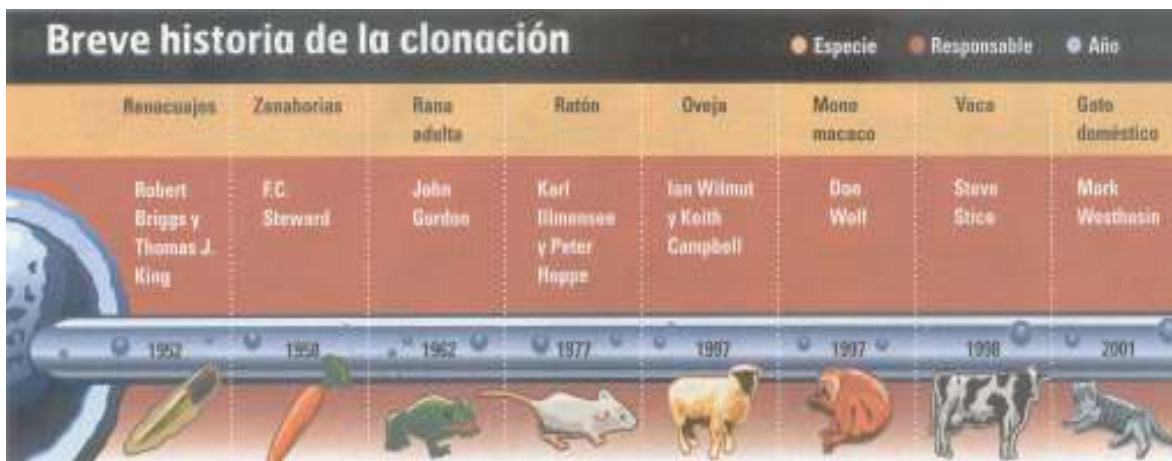 Breve historia de la clonación
Especie
Responsable
Año
Renacuajos
Zanahorias
Rana
adulta
Ratón
Oveja
Mono
macaco
Vaca
Gato
doméstico
Robert
Briggs y
Thomas J.
King
F.C.
Steward
John
Gurdon
Karl
Illmensee
y Peter
Hoppe
Ian Wilmut
y Keith
Campbell
Don
Wolf
Steve
Stice
Mark
Westhusin
1952
1958
1962
1977
1997
1997
1998
2001